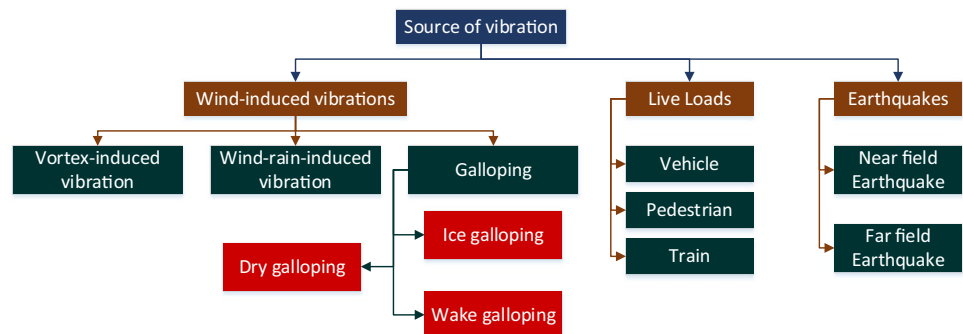 Source of vibration
Wind-induced vibrations
Live Loads
Earthquakes
Vortex-induced
vibration
Wind-rain-induced
vibration
Galloping
Vehicle
Near field
Earthquake
Pedestrian
Ice galloping
Train
Far field
Earthquake
Dry galloping
Wake galloping